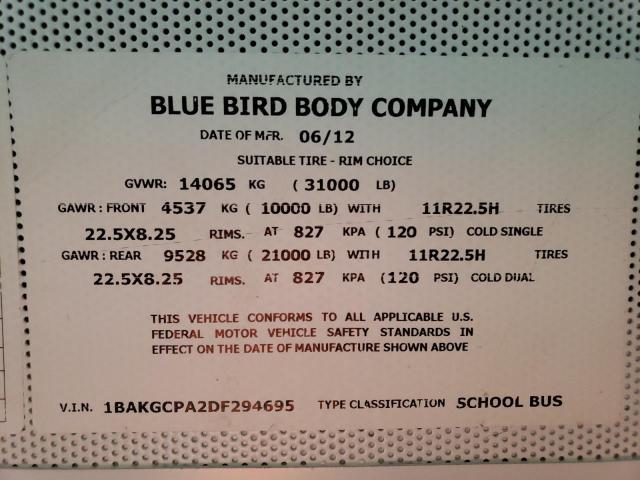 MANUFACTURED BY
BLUE BIRD BODY COMPANY
DATE OF MFR. 06/12
SUITABLE TIRE - RIM CHOICE
GVWR: 14065 KG ( 31000 LB)
GAWR : FRONT 4537 KG ( 10000 LB) WITH 11R22.5H TIRES
22.5X8.25 RIMS. AT 827 KPA ( 120 PSI) COLD SINGLE
GAWR : REAR 9528 KG ( 21000 LB) WITH 11R22.5H TIRES
22.5X8.25 RIMS. AT 827 KPA (120 PSI) COLD DUAL
THIS VEHICLE CONFORMS TO ALL APPLICABLE U.S.
FEDERAL MOTOR VEHICLE SAFETY STANDARDS IN
EFFECT ON THE DATE OF MANUFACTURE SHOWN ABOVE
V.I.N. 1BAKGCPA2DF294695 TYPE CLASSIFICATION SCHOOL BUS